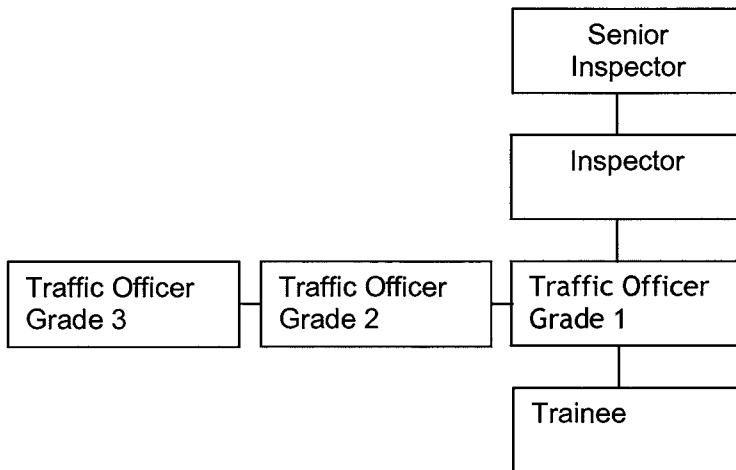 Senior
Inspector
Inspector
Traffic Officer
Grade 3
Traffic Officer
Grade 2
Traffic Officer
Grade 1
Trainee